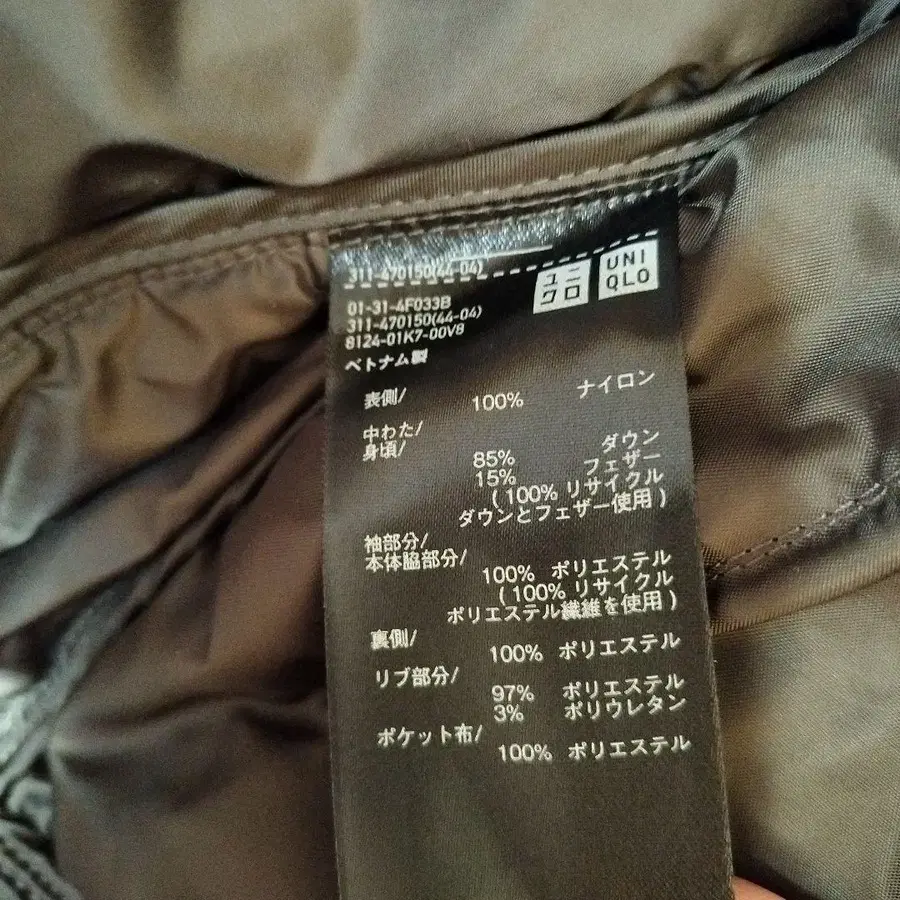 311-470150(44-04)
ユニ
クロ
UNI
QLO
01-31-4F033B
311-470150(44-04)
8124-01K7-00V8
ベトナム製
表側/ 100% ナイロン
中わた/
身頃/ 85% ダウン
15% フェザー
( 100% リサイクル
ダウンとフェザー使用 )
袖部分/
本体脇部分/ 100% ポリエステル
( 100% リサイクル
ポリエステル繊維を使用 )
裏側/ 100% ポリエステル
リブ部分/ 97% ポリエステル
3% ポリウレタン
ポケット布/ 100% ポリエステル